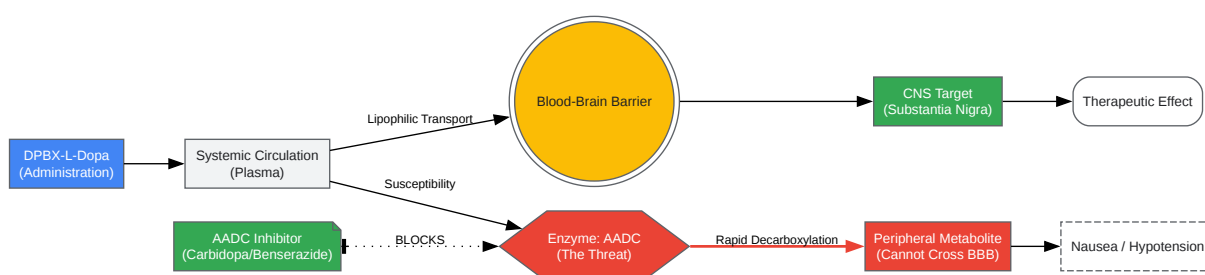 DPBX-L-Dopa
(Administration)
Systemic Circulation
(Plasma)
Lipophilic Transport
Susceptibility
Blood-Brain Barrier
CNS Target
(Substantia Nigra)
Therapeutic Effect
AADC Inhibitor
(Carbidopa/Benserazide)
BLOCKS
Enzyme: AADC
(The Threat)
Rapid Decarboxylation
Peripheral Metabolite
(Cannot Cross BBB)
Nausea / Hypotension